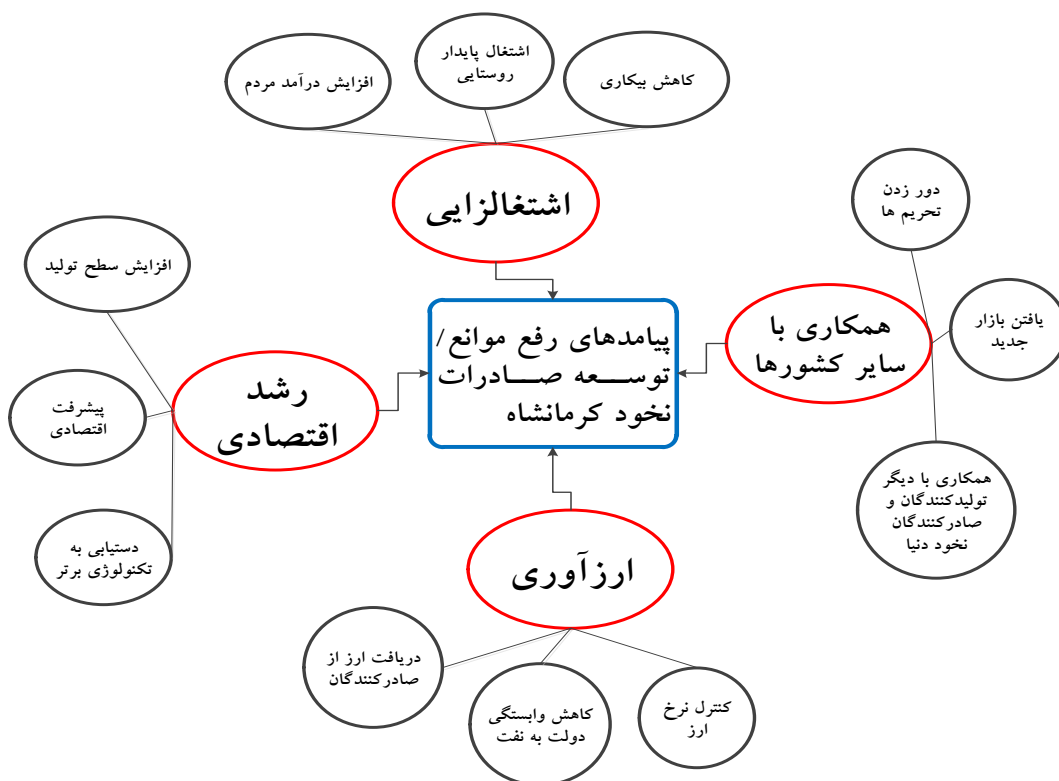 کاهش بیکاری
اشتغال پایدار
روستایی
افزایش درآمد مردم
اشتغالزایی
دور زدن
تحریم ها
یافتن بازار
جدید
همکاری با دیگر
تولیدکنندگان و
صادرکنندگان
نخود دنیا
همکاری با
سایر کشورها
پیامدهای رفع موانع/
توسعه صادرات
نخود کرمانشاه
افزایش سطح تولید
پیشرفت
اقتصادی
دستیابی به
تکنولوژی برتر
رشد
اقتصادی
ارزآوری
کنترل نرخ
ارز
کاهش وابستگی
دولت به نفت
دریافت ارز از
صادرکنندگان